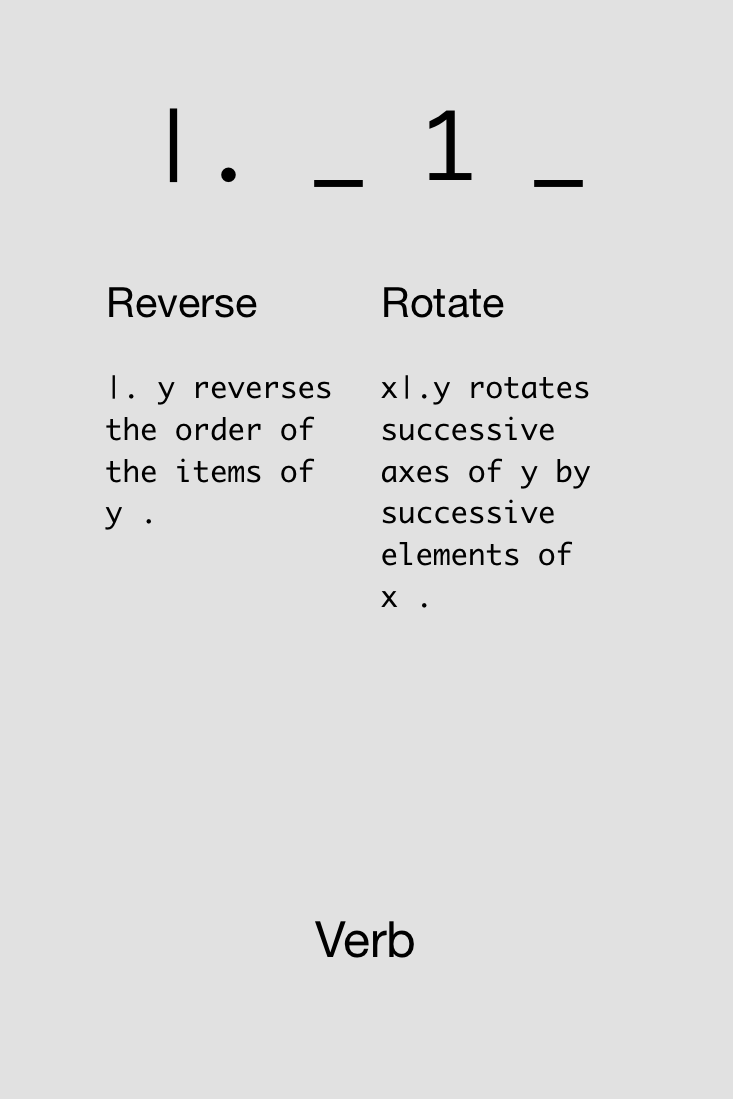 |. _ 1 _
Reverse
|. y reverses
the order of
the items of
y .
Rotate
x|.y rotates
successive
axes of y by
successive
elements of
x .
Verb